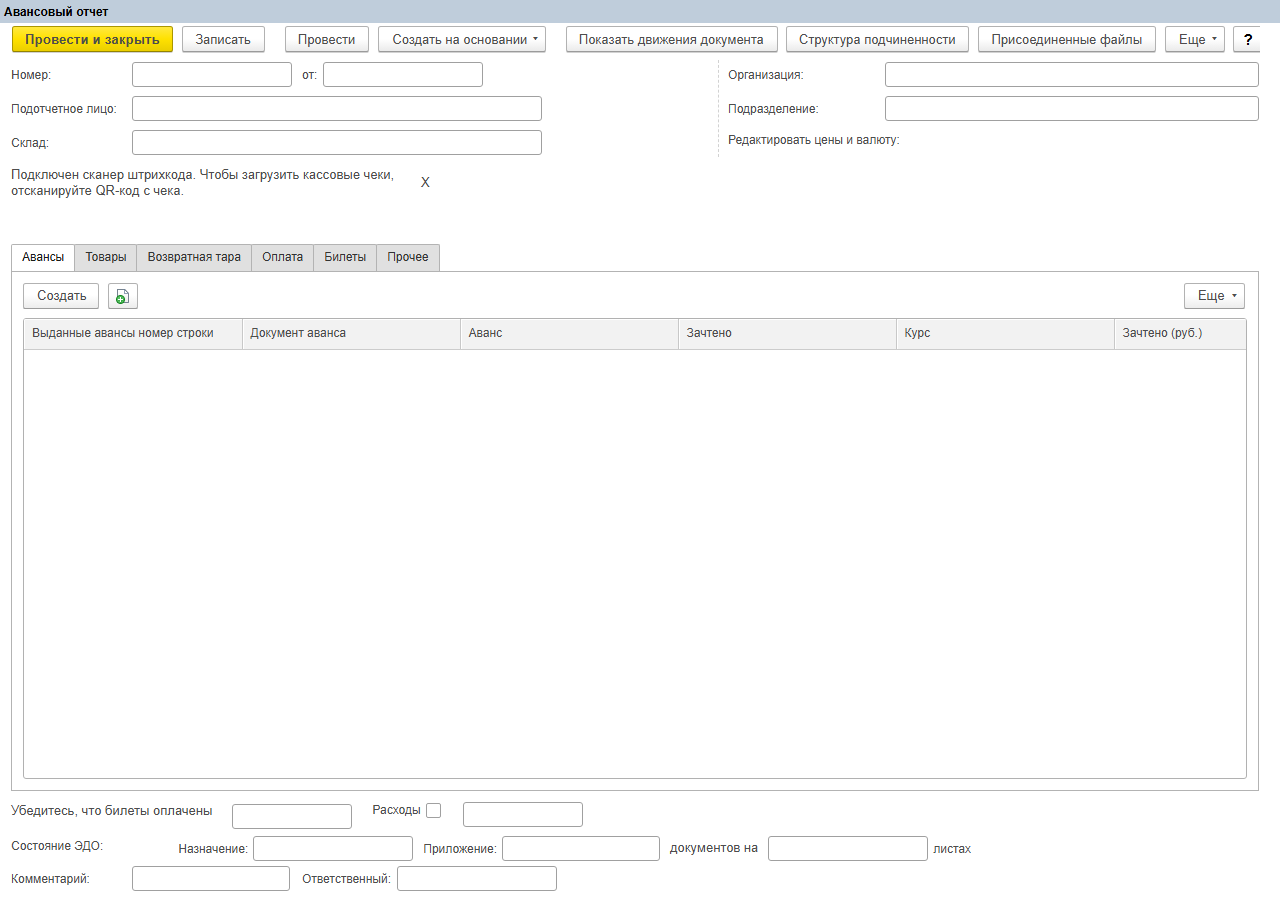 Авансовый отчет
Провести и закрыть Записать Провести Создать на основании Показать движения документа Структура подчиненности Присоединенные файлы Еще ?
Номер: от: Организация:
Подотчетное лицо: Подразделение:
Склад: Редактировать цены и валюту:
Подключен сканер штрихкода. Чтобы загрузить кассовые чеки, X
отсканируйте QR-код с чека.
Авансы Товары Возвратная тара Оплата Билеты Прочее
Создать Еще
Выданные авансы номер строки Документ аванса Аванс Зачтено Курс Зачтено (руб.)
Убедитесь, что билеты оплачены Расходы
Состояние ЭДО: Назначение: Приложение: документов на листах
Комментарий: Ответственный: